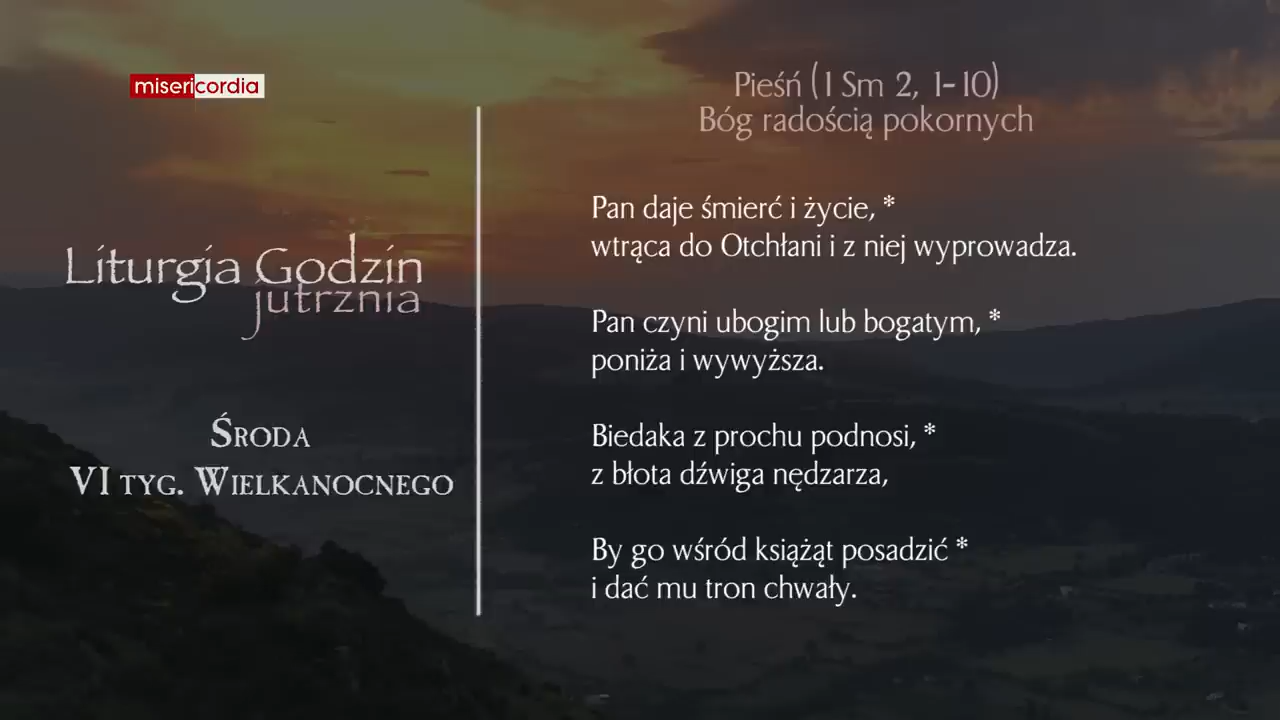 misericordia
Liturgia Godzin
jutrznia
Środa
VI tyg. Wielkanocnego
Pieśń (1 Sm 2, 1-10)
Bóg radością pokornych
Pan daje śmierć i życie, *
wtrąca do Otchłani i z niej wyprowadza.
Pan czyni ubogim lub bogatym, *
poniża i wywyższa.
Biedaka z prochu podnosi, *
z błota dźwiga nędzarza,
By go wśród książąt posadzić *
i dać mu tron chwały.